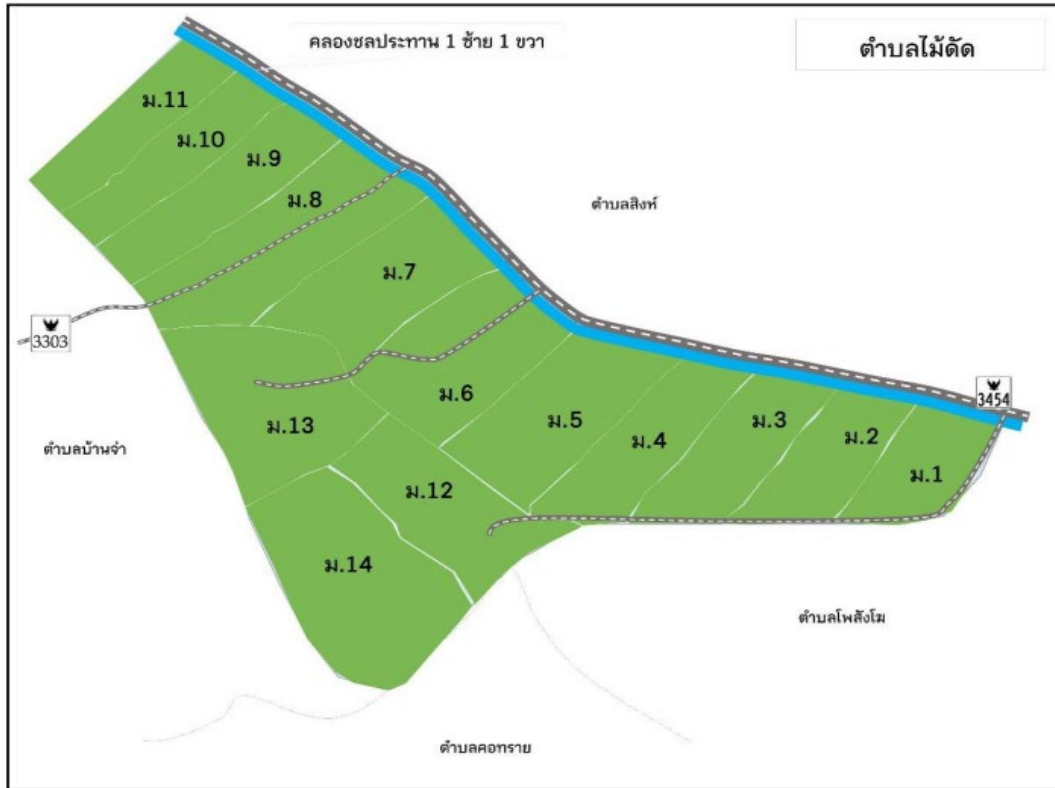 คลองชลประทาน 1 ซ้าย 1 ขวา
ตำบลไม้ดัด
ม.11
ม.10
ม.9
ม.8
ตำบลสิงห์
ม.7
3303
3454
ม.6
ม.5
ม.4
ม.3
ม.2
ม.1
ม.13
ตำบลบ้านจ่า
ม.12
ม.14
ตำบลโพสังโฆ
ตำบลคอทราย